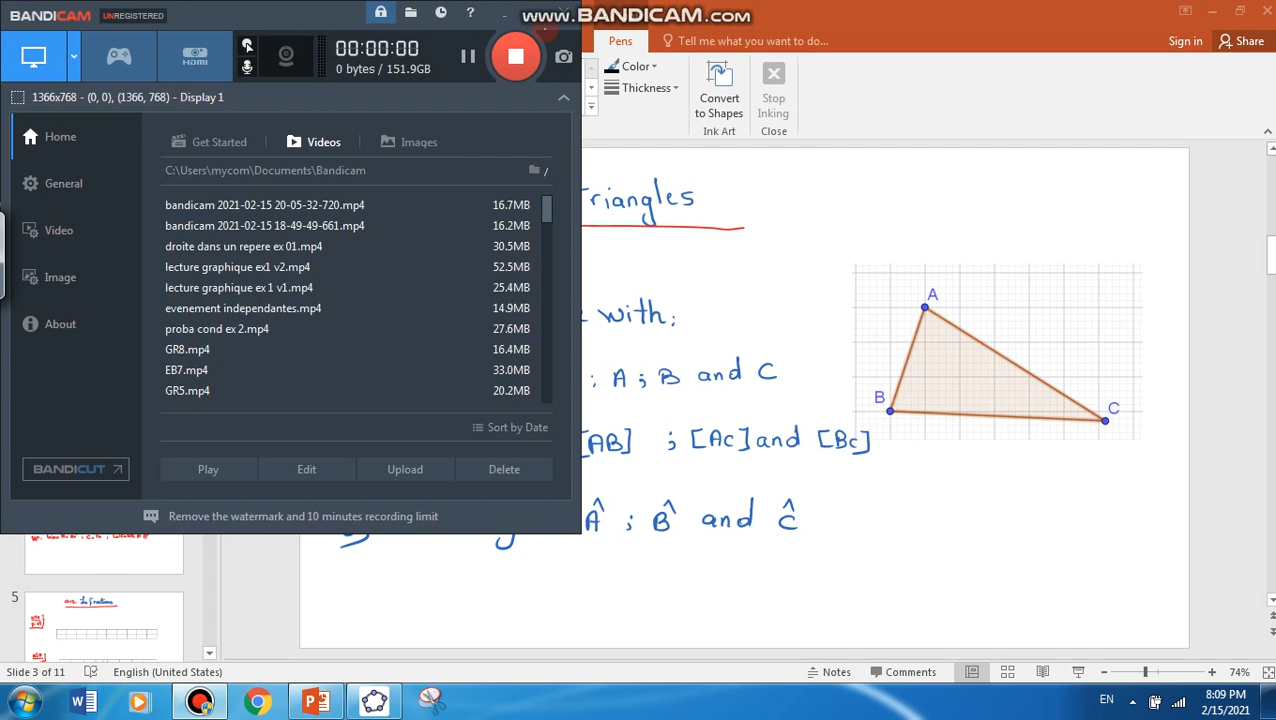 BANDICAM UNREGISTERED
www.BANDICAM.com
00:00:00
0 bytes / 151.9GB
1366x768 - (0, 0), (1366, 768) - Display 1
Home
General
Video
Image
About
Get Started
Videos
Images
C:\Users\mycom\Documents\Bandicam
bandicam 2021-02-15 20-05-32-720.mp4 16.7MB
bandicam 2021-02-15 18-49-49-661.mp4 16.2MB
droite dans un repere ex 01.mp4 30.5MB
lecture graphique ex1 v2.mp4 52.5MB
lecture graphique ex1 v1.mp4 25.4MB
evenement independantes.mp4 14.9MB
proba cond ex 2.mp4 27.6MB
GR8.mp4 16.4MB
EB7.mp4 33.0MB
GR5.mp4 20.2MB
Sort by Date
BANDICUT
Play
Edit
Upload
Delete
Remove the watermark and 10 minutes recording limit
Pens
Tell me what you want to do...
Sign in
Share
Color
Thickness
Convert to Shapes
Stop Inking
Ink Art
Close
Triangles
with:
: A ; B and C
[AB] ; [AC] and [BC]
Â ; B̂ and Ĉ
A
B
C
5
Slide 3 of 11
English (United States)
Notes
Comments
74%
EN
8:09 PM
2/15/2021